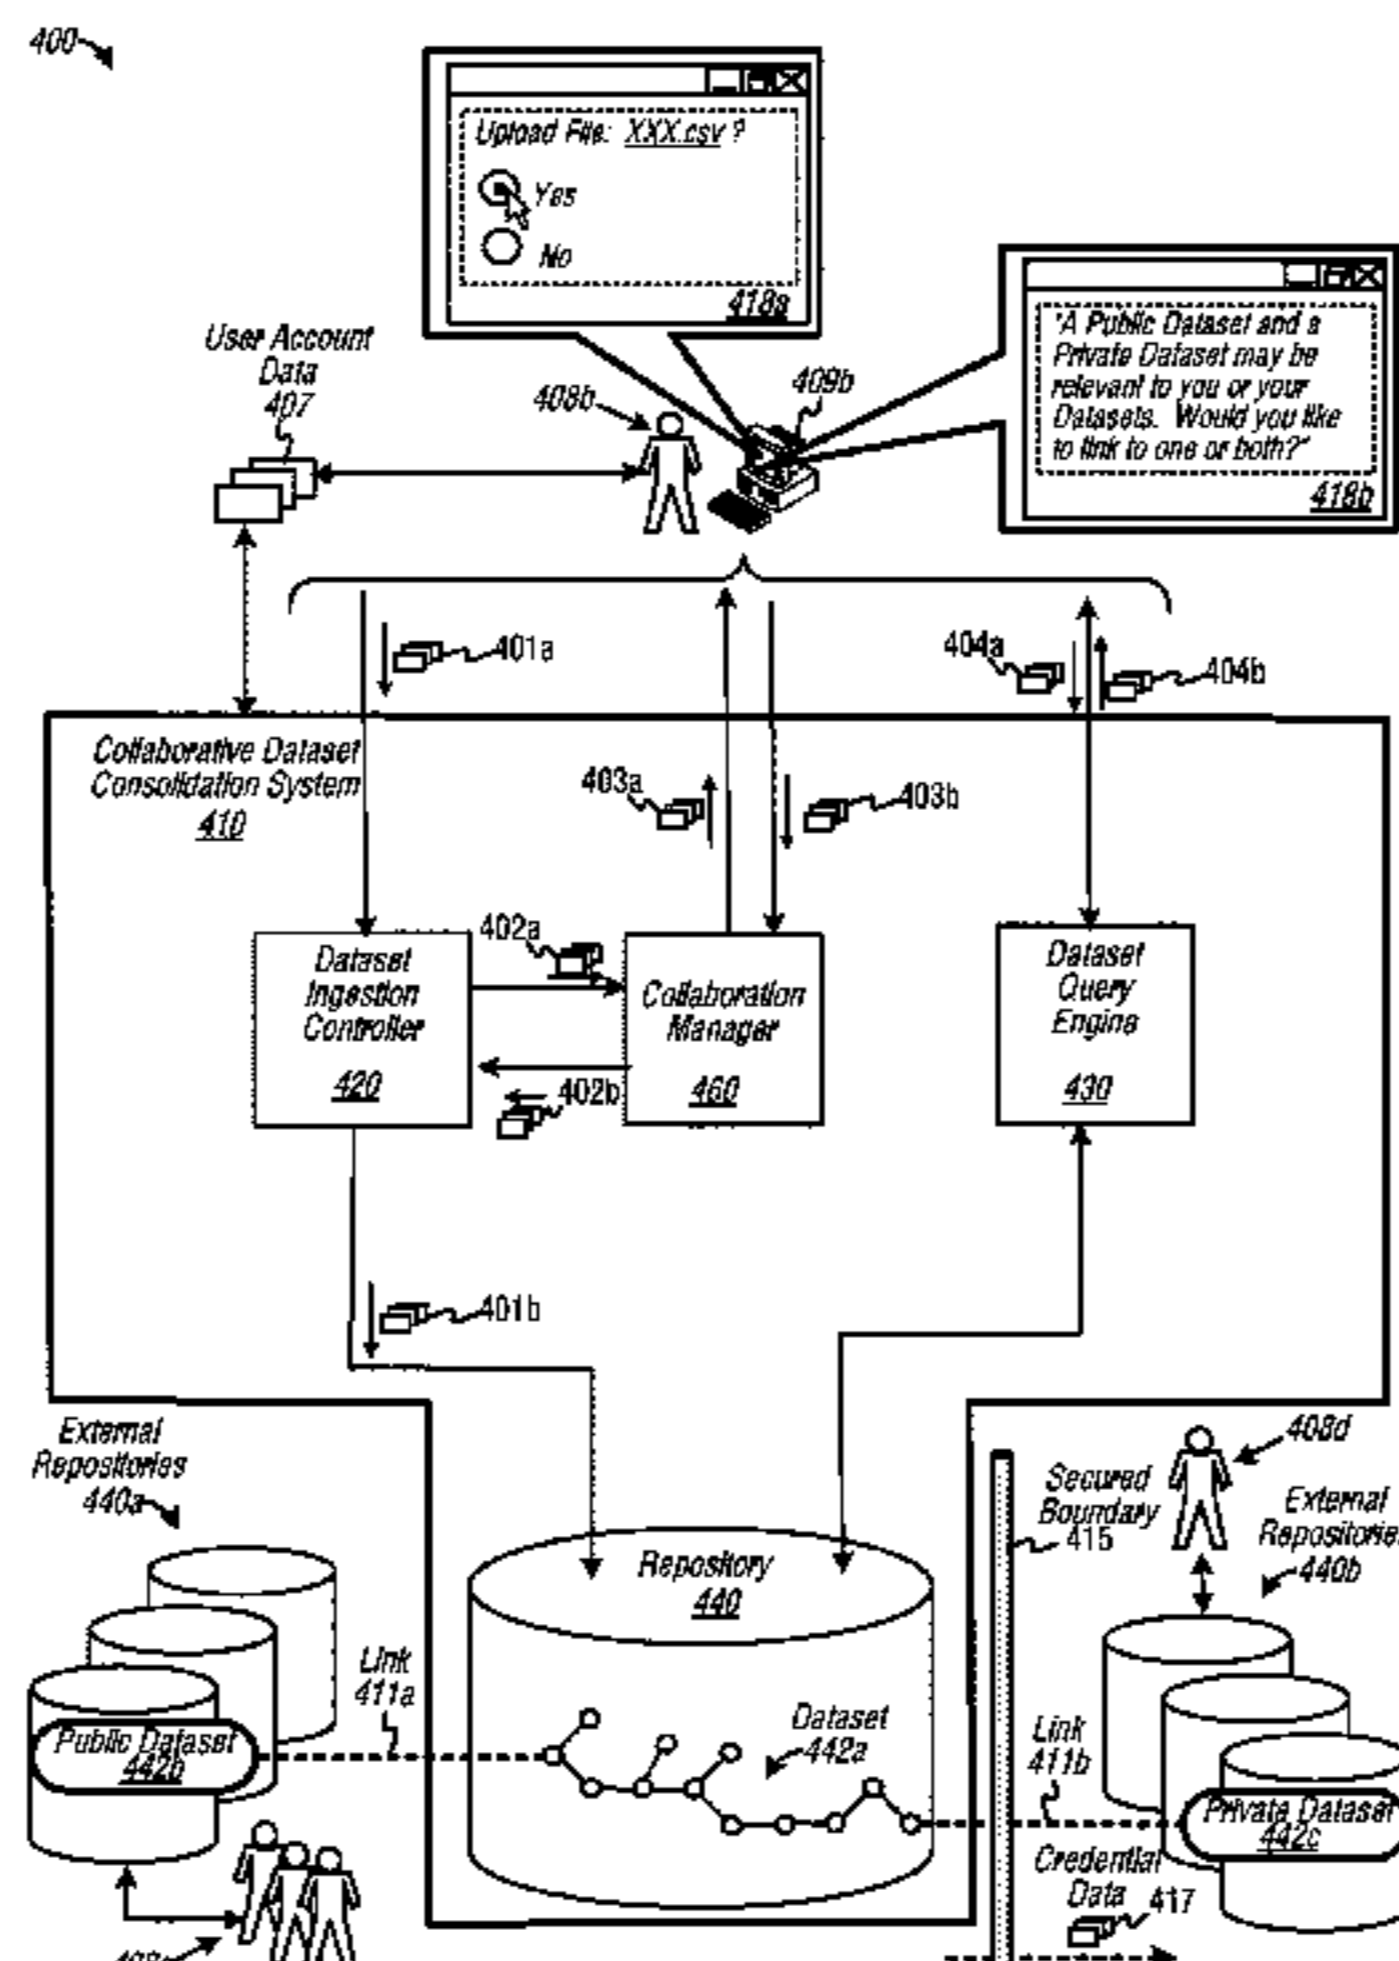 400
Upload File: XXX.csv ?
Yes
No
418a
"A Public Dataset and a
Private Dataset may be
relevant to you or your
Datasets. Would you like
to link to one or both?"
418b
User Account
Data
407
408b
409b
401a
404a
404b
Collaborative Dataset
Consolidation System
410
403a
403b
402a
Dataset
Ingestion
Controller
420
Collaboration
Manager
460
Dataset
Query
Engine
430
402b
401b
External
Repositories
440a
408d
Secured
Boundary
415
External
Repositories
440b
Repository
440
Link
411a
Public Dataset
442b
Dataset
442a
Link
411b
Private Dataset
442c
Credential
Data
417